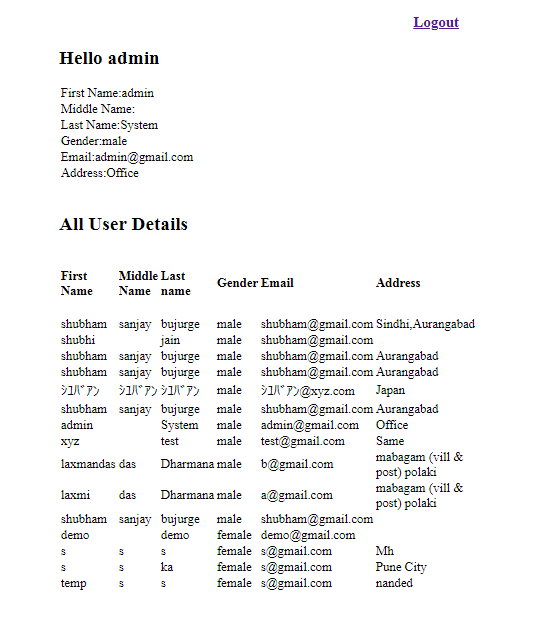 Logout
Hello admin
First Name:admin
Middle Name:
Last Name:System
Gender:male
Email:admin@gmail.com
Address:Office
All User Details
First Name Middle Name Last name Gender Email Address
shubham sanjay bujurge male shubham@gmail.com Sindhi,Aurangabad
shubhi jain male shubham@gmail.com
shubham sanjay bujurge male shubham@gmail.com Aurangabad
shubham sanjay bujurge male shubham@gmail.com Aurangabad
ｼﾕﾊﾞｱﾝ ｼﾕﾊﾞｱﾝ ｼﾕﾊﾞｱﾝ male ｼﾕﾊﾞｱﾝ@xyz.com Japan
shubham sanjay bujurge male shubham@gmail.com Aurangabad
admin System male admin@gmail.com Office
xyz test male test@gmail.com Same
laxmandas das Dharmana male b@gmail.com mabagam (vill & post) polaki
laxmi das Dharmana male a@gmail.com mabagam (vill & post) polaki
shubham sanjay bujurge male shubham@gmail.com
demo demo female demo@gmail.com
s s s female s@gmail.com Mh
s s ka female s@gmail.com Pune City
temp s s female s@gmail.com nanded